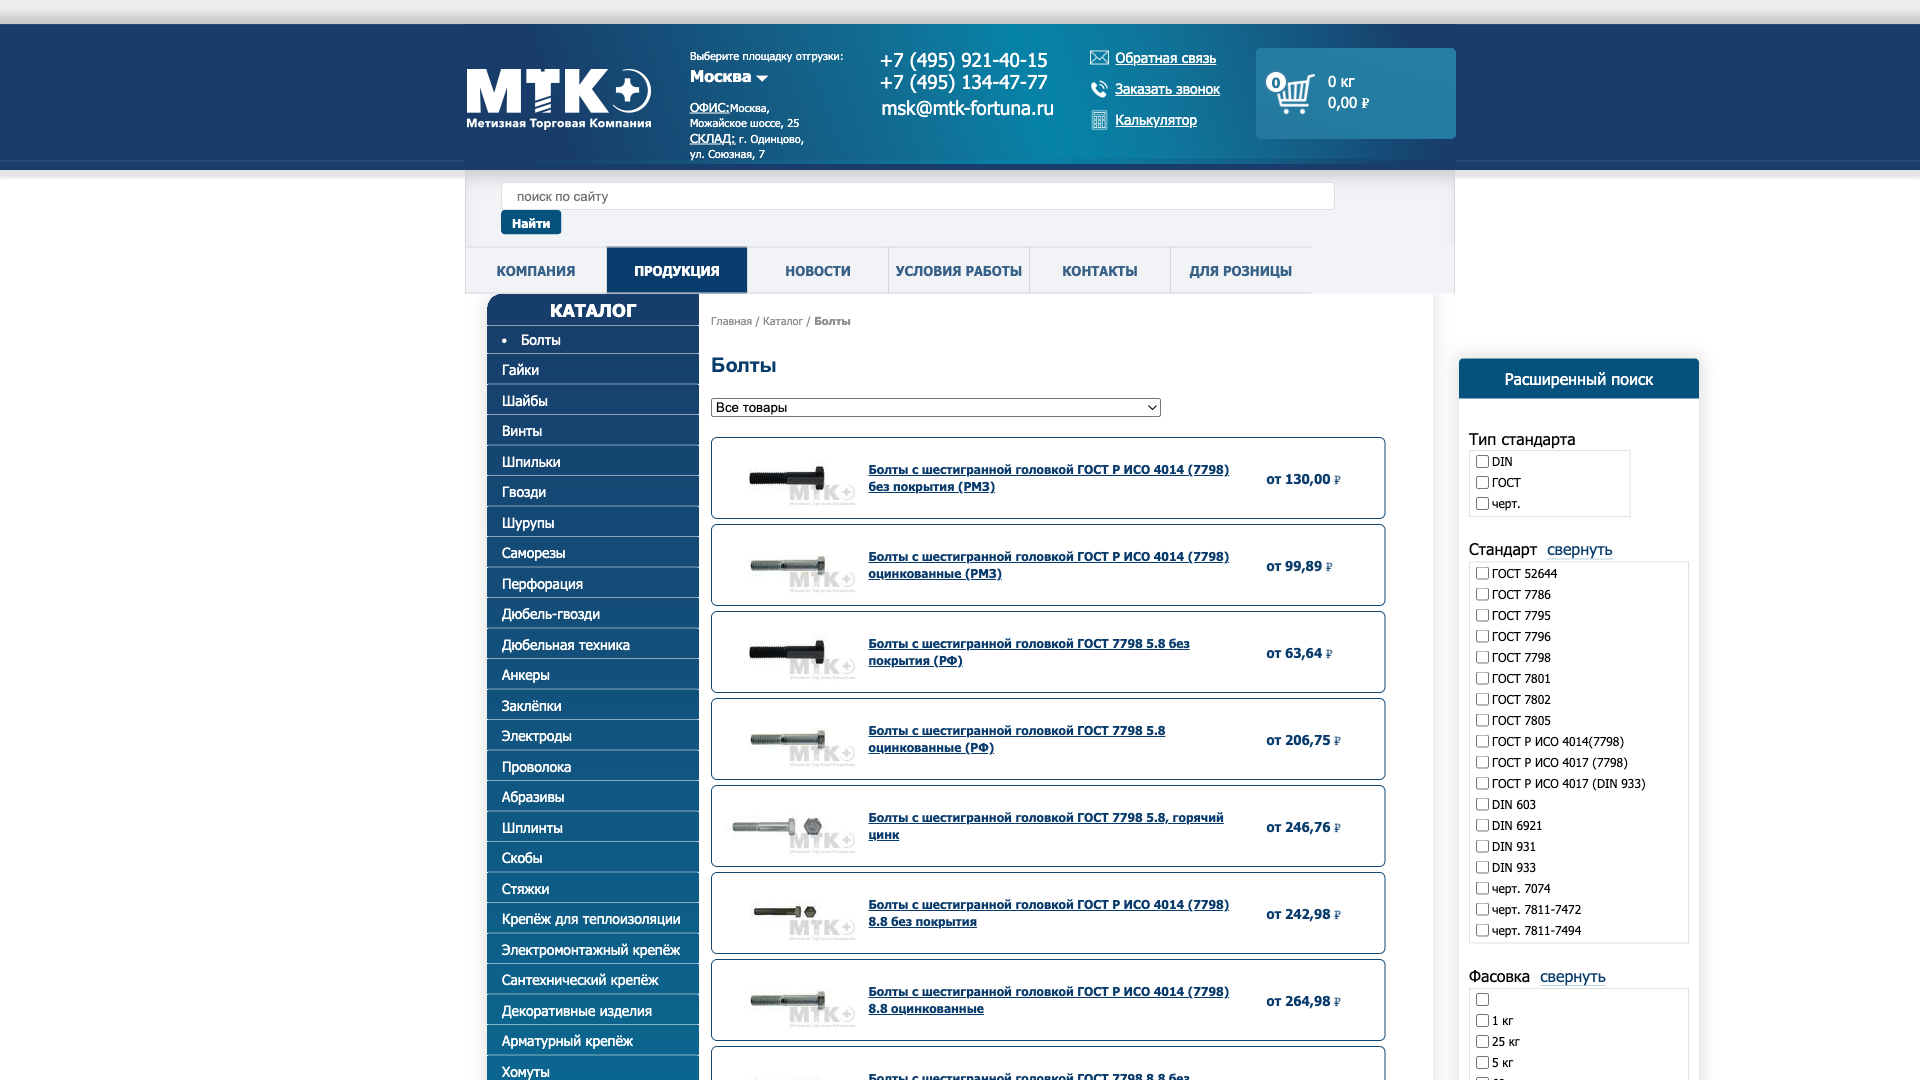 МТК
Метизная Торговая Компания
Выберите площадку отгрузки:
Москва
ОФИС:Москва,
Можайское шоссе, 25
СКЛАД: г. Одинцово,
ул. Союзная, 7
+7 (495) 921-40-15
+7 (495) 134-47-77
msk@mtk-fortuna.ru
Обратная связь
Заказать звонок
Калькулятор
0
0 кг
0,00 ₽
поиск по сайту
Найти
КОМПАНИЯ
ПРОДУКЦИЯ
НОВОСТИ
УСЛОВИЯ РАБОТЫ
КОНТАКТЫ
ДЛЯ РОЗНИЦЫ
КАТАЛОГ
Болты
Гайки
Шайбы
Винты
Шпильки
Гвозди
Шурупы
Саморезы
Перфорация
Дюбель-гвозди
Дюбельная техника
Анкеры
Заклёпки
Электроды
Проволока
Абразивы
Шплинты
Скобы
Стяжки
Крепёж для теплоизоляции
Электромонтажный крепёж
Сантехнический крепёж
Декоративные изделия
Арматурный крепёж
Хомуты
Главная / Каталог / Болты
Болты
Все товары
Болты с шестигранной головкой ГОСТ Р ИСО 4014 (7798)
без покрытия (РМЗ)
от 130,00 ₽
Болты с шестигранной головкой ГОСТ Р ИСО 4014 (7798)
оцинкованные (РМЗ)
от 99,89 ₽
Болты с шестигранной головкой ГОСТ 7798 5.8 без
покрытия (РФ)
от 63,64 ₽
Болты с шестигранной головкой ГОСТ 7798 5.8
оцинкованные (РФ)
от 206,75 ₽
Болты с шестигранной головкой ГОСТ 7798 5.8, горячий
цинк
от 246,76 ₽
Болты с шестигранной головкой ГОСТ Р ИСО 4014 (7798)
8.8 без покрытия
от 242,98 ₽
Болты с шестигранной головкой ГОСТ Р ИСО 4014 (7798)
8.8 оцинкованные
от 264,98 ₽
Болты с шестигранной головкой ГОСТ 7798 8.8 без
Расширенный поиск
Тип стандарта
DIN
ГОСТ
черт.
Стандарт свернуть
ГОСТ 52644
ГОСТ 7786
ГОСТ 7795
ГОСТ 7796
ГОСТ 7798
ГОСТ 7801
ГОСТ 7802
ГОСТ 7805
ГОСТ Р ИСО 4014(7798)
ГОСТ Р ИСО 4017 (7798)
ГОСТ Р ИСО 4017 (DIN 933)
DIN 603
DIN 6921
DIN 931
DIN 933
черт. 7074
черт. 7811-7472
черт. 7811-7494
Фасовка свернуть
1 кг
25 кг
5 кг